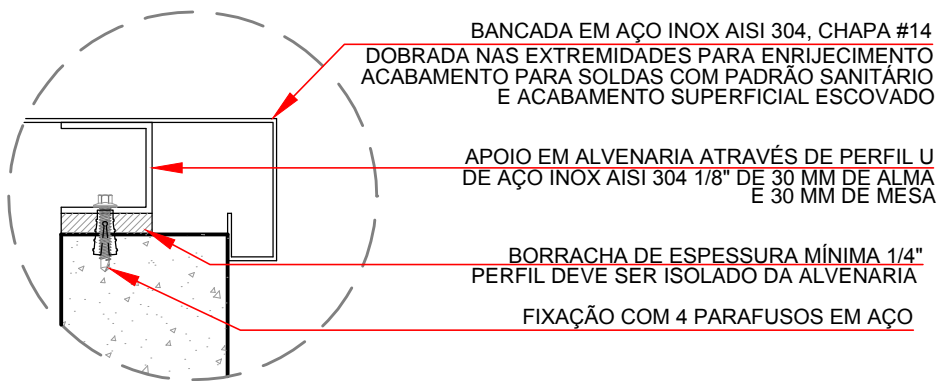 BANCADA EM AÇO INOX AISI 304, CHAPA #14
DOBRADA NAS EXTREMIDADES PARA ENRIJECIMENTO
ACABAMENTO PARA SOLDAS COM PADRÃO SANITÁRIO
E ACABAMENTO SUPERFICIAL ESCOVADO
APOIO EM ALVENARIA ATRAVÉS DE PERFIL U
DE AÇO INOX AISI 304 1/8" DE 30 MM DE ALMA
E 30 MM DE MESA
BORRACHA DE ESPESSURA MÍNIMA 1/4"
PERFIL DEVE SER ISOLADO DA ALVENARIA
FIXAÇÃO COM 4 PARAFUSOS EM AÇO